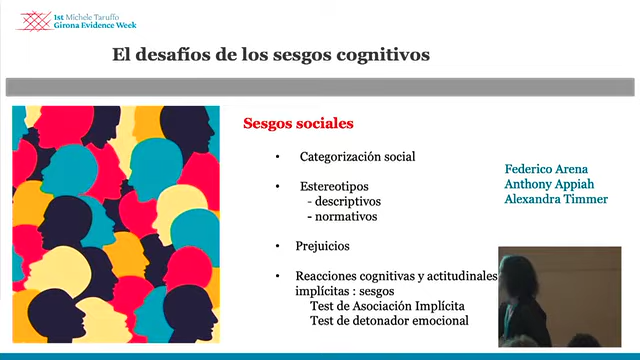 1st Michele Taruffo
Girona Evidence Week
El desafíos de los sesgos cognitivos
Sesgos sociales
• Categorización social
• Estereotipos
- descriptivos
- normativos
• Prejuicios
• Reacciones cognitivas y actitudinales
implícitas : sesgos
Test de Asociación Implícita
Test de detonador emocional
Federico Arena
Anthony Appiah
Alexandra Timmer